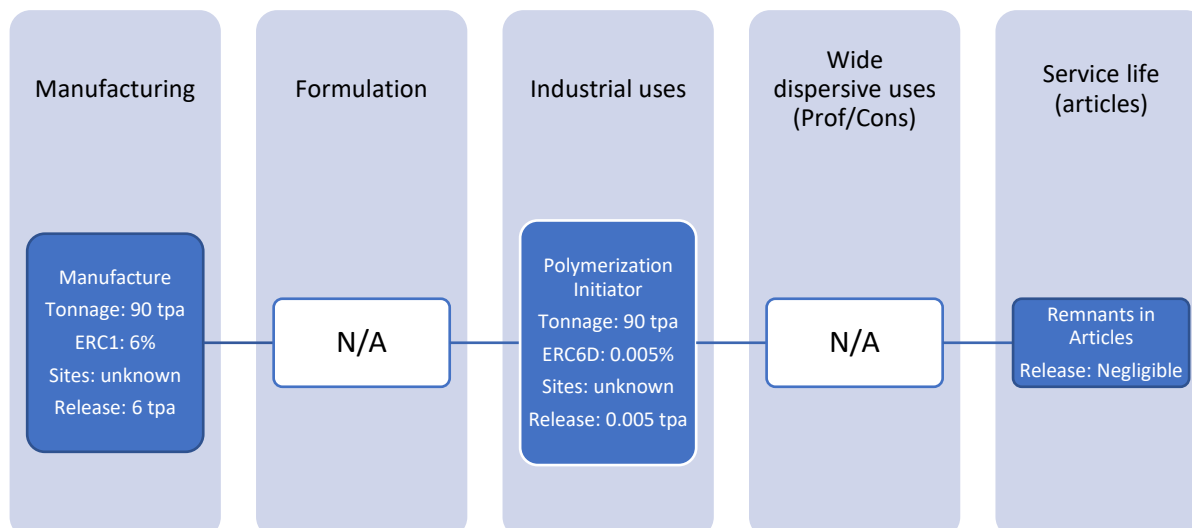 Manufacturing
Formulation
Industrial uses
Wide
dispersive uses
(Prof/Cons)
Service life
(articles)
Manufacture
Tonnage: 90 tpa
ERC1: 6%
Sites: unknown
Release: 6 tpa
N/A
Polymerization
Initiator
Tonnage: 90 tpa
ERC6D: 0.005%
Sites: unknown
Release: 0.005 tpa
N/A
Remnants in
Articles
Release: Negligible